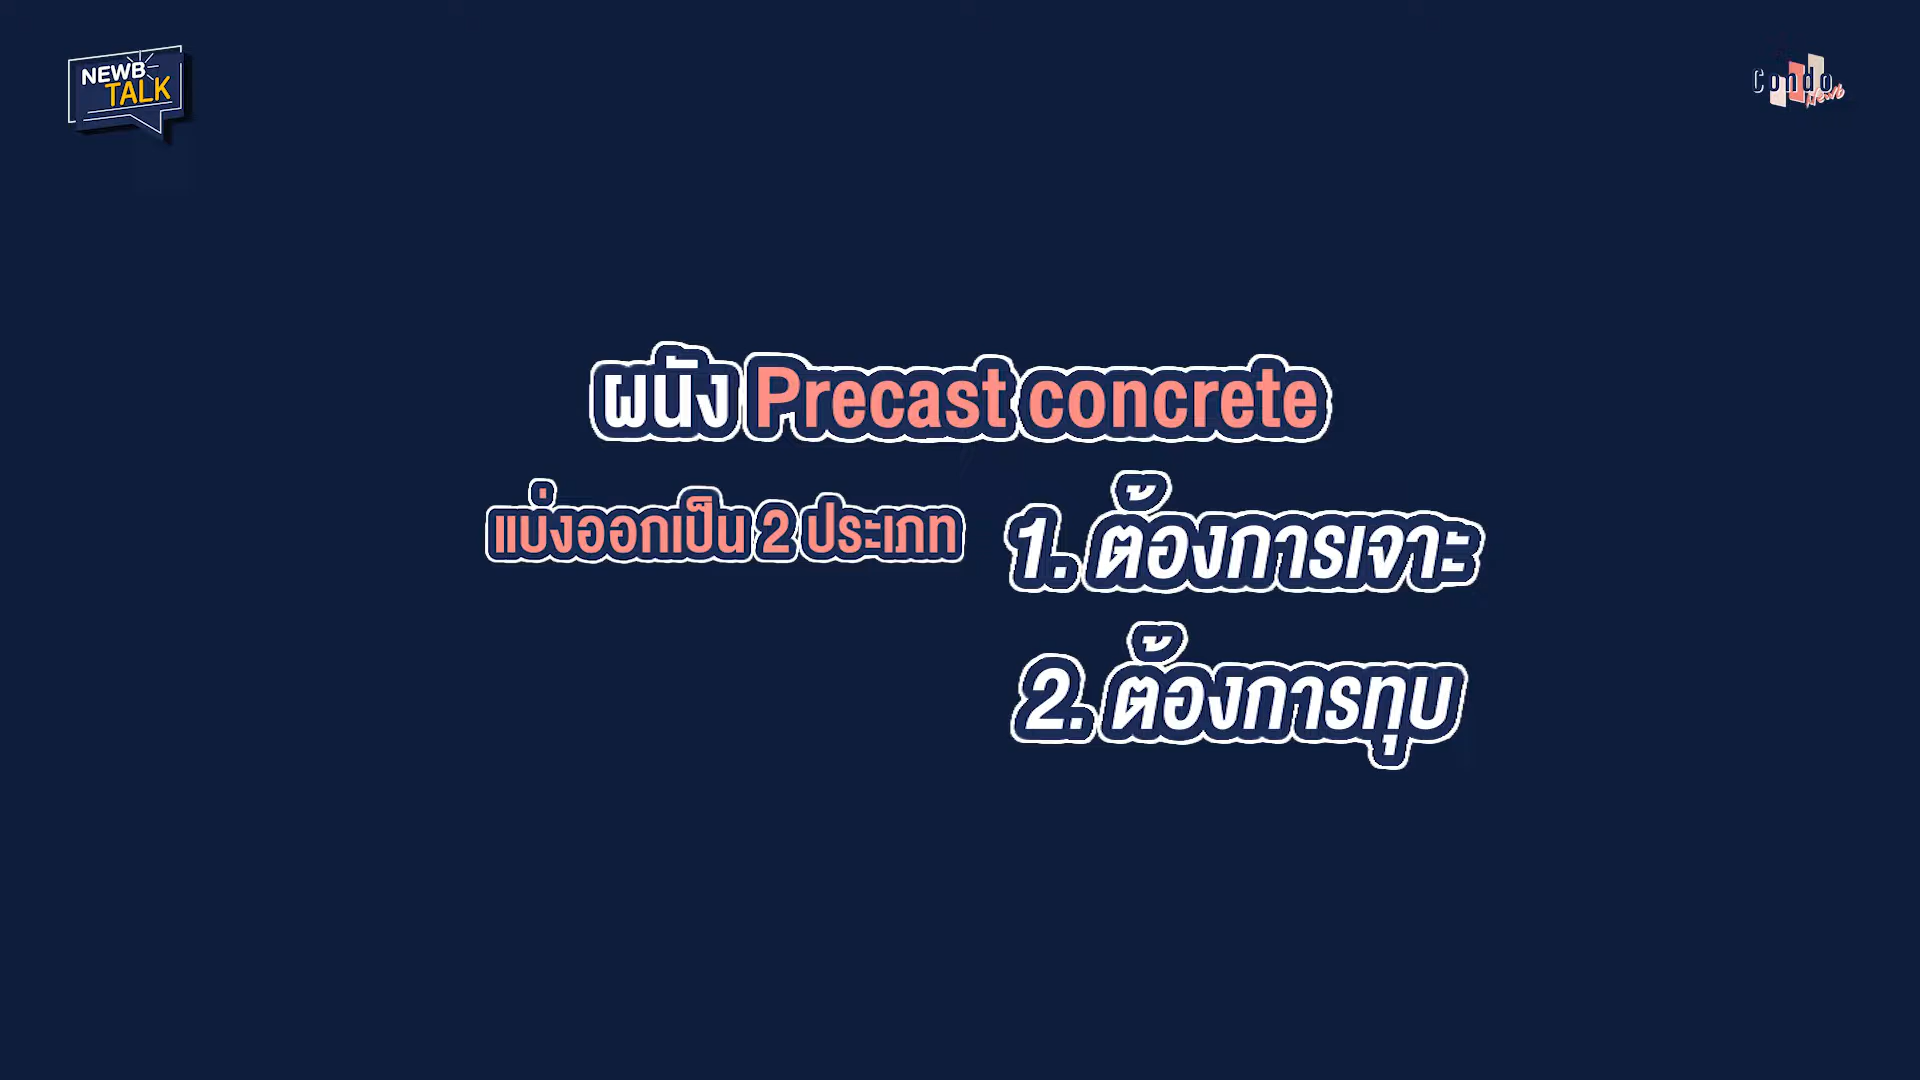 NEWB
TALK
Condo
Newb
ผนัง Precast concrete
แบ่งออกเป็น 2 ประเภท
1. ต้องการเจาะ
2. ต้องการทุบ